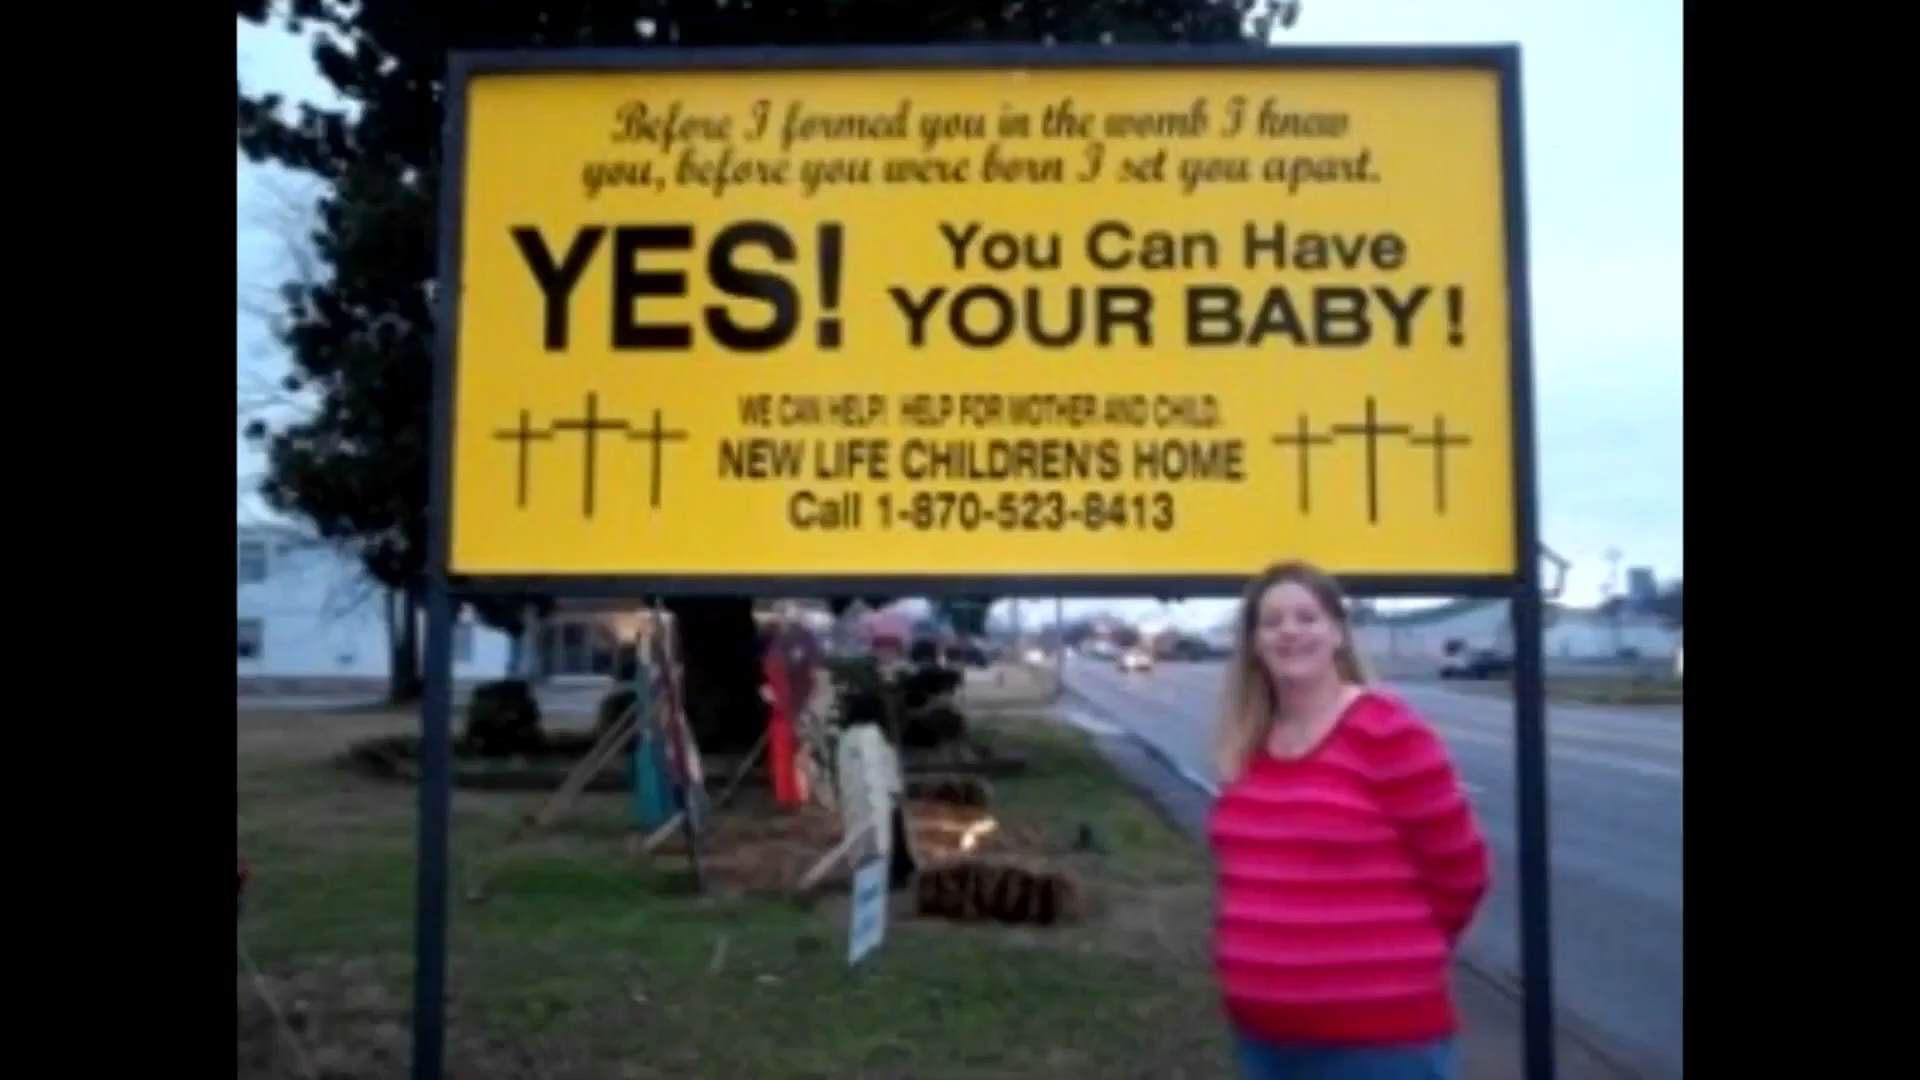 Before I formed you in the womb I knew
you, before you were born I set you apart.
YES! You Can Have
YOUR BABY!
WE CAN HELP! HELP FOR MOTHER AND CHILD.
NEW LIFE CHILDREN'S HOME
Call 1-870-523-8413